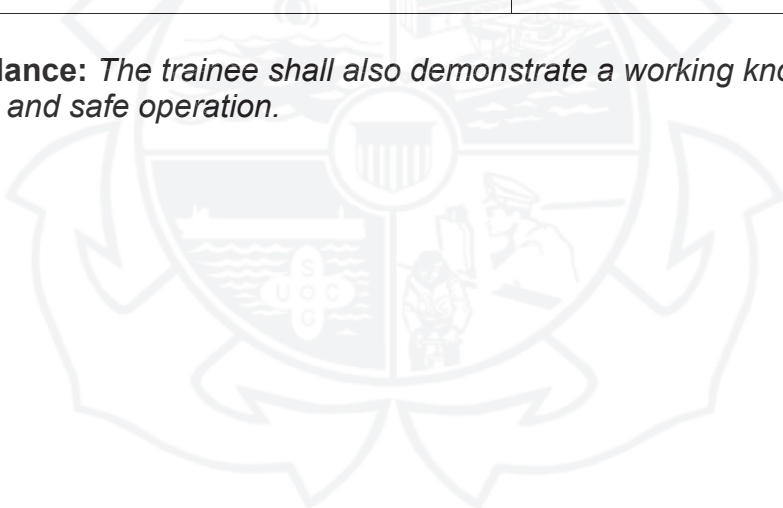 lance: The trainee shall also demonstrate a working kno
and safe operation.